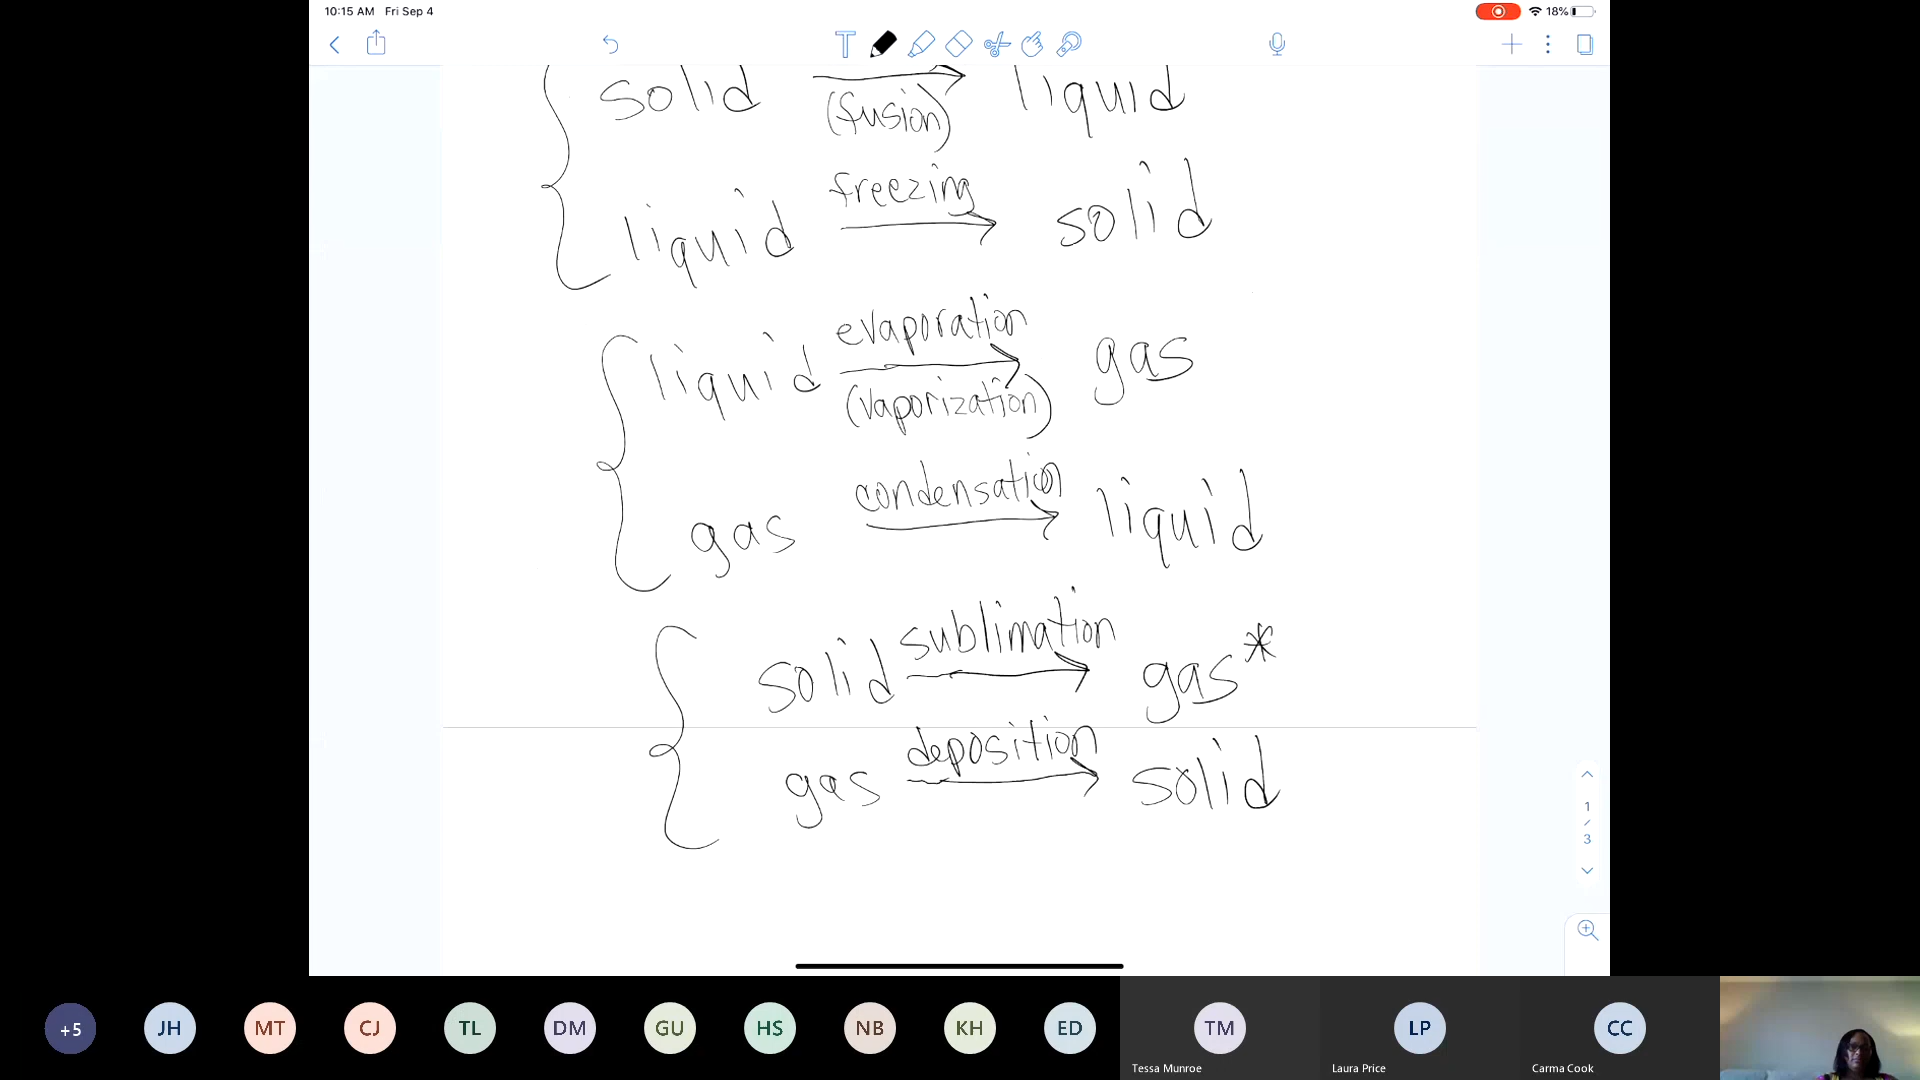 10:15 AM Fri Sep 4
18%
T
solid → liquid
(fusion)
freezing
liquid → solid
evaporation
liquid → gas
(vaporization)
condensation
gas → liquid
sublimation
solid → gas*
deposition
gas → solid
1
/
3
+5 JH MT CJ TL DM GU HS NB KH ED TM LP CC
Tessa Munroe Laura Price Carma Cook